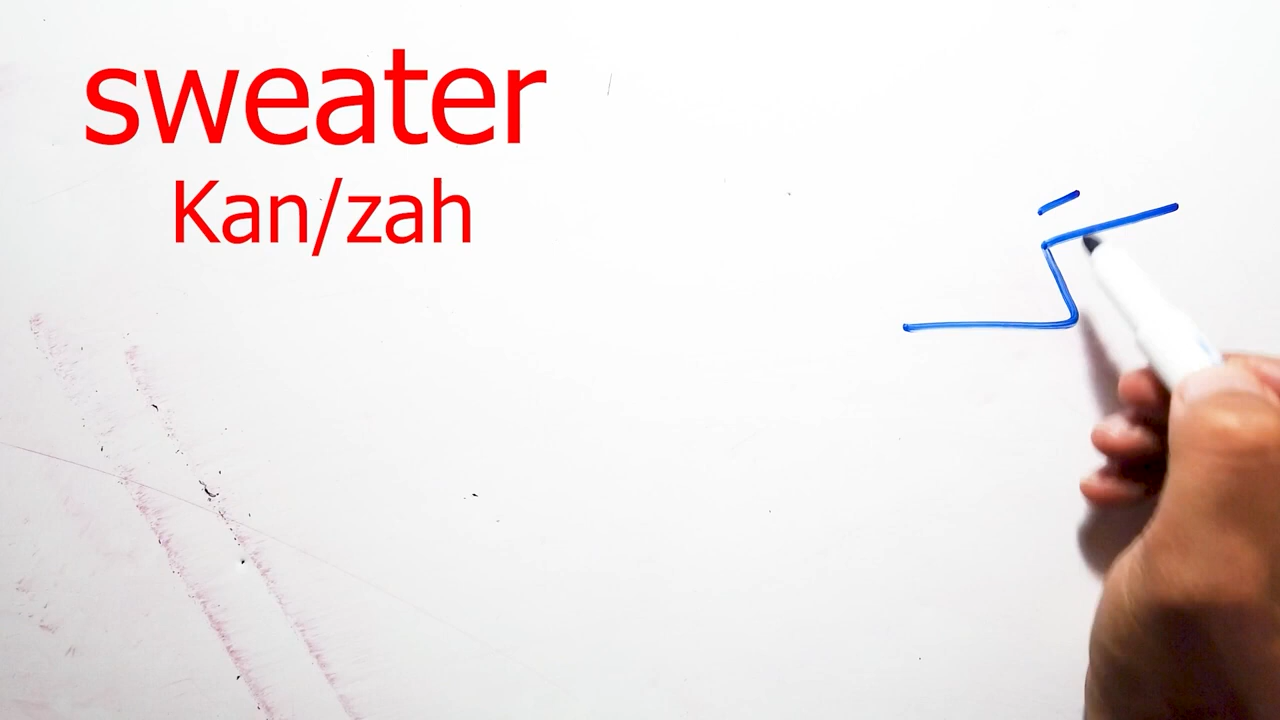 sweater
Kan/zah
كَـ